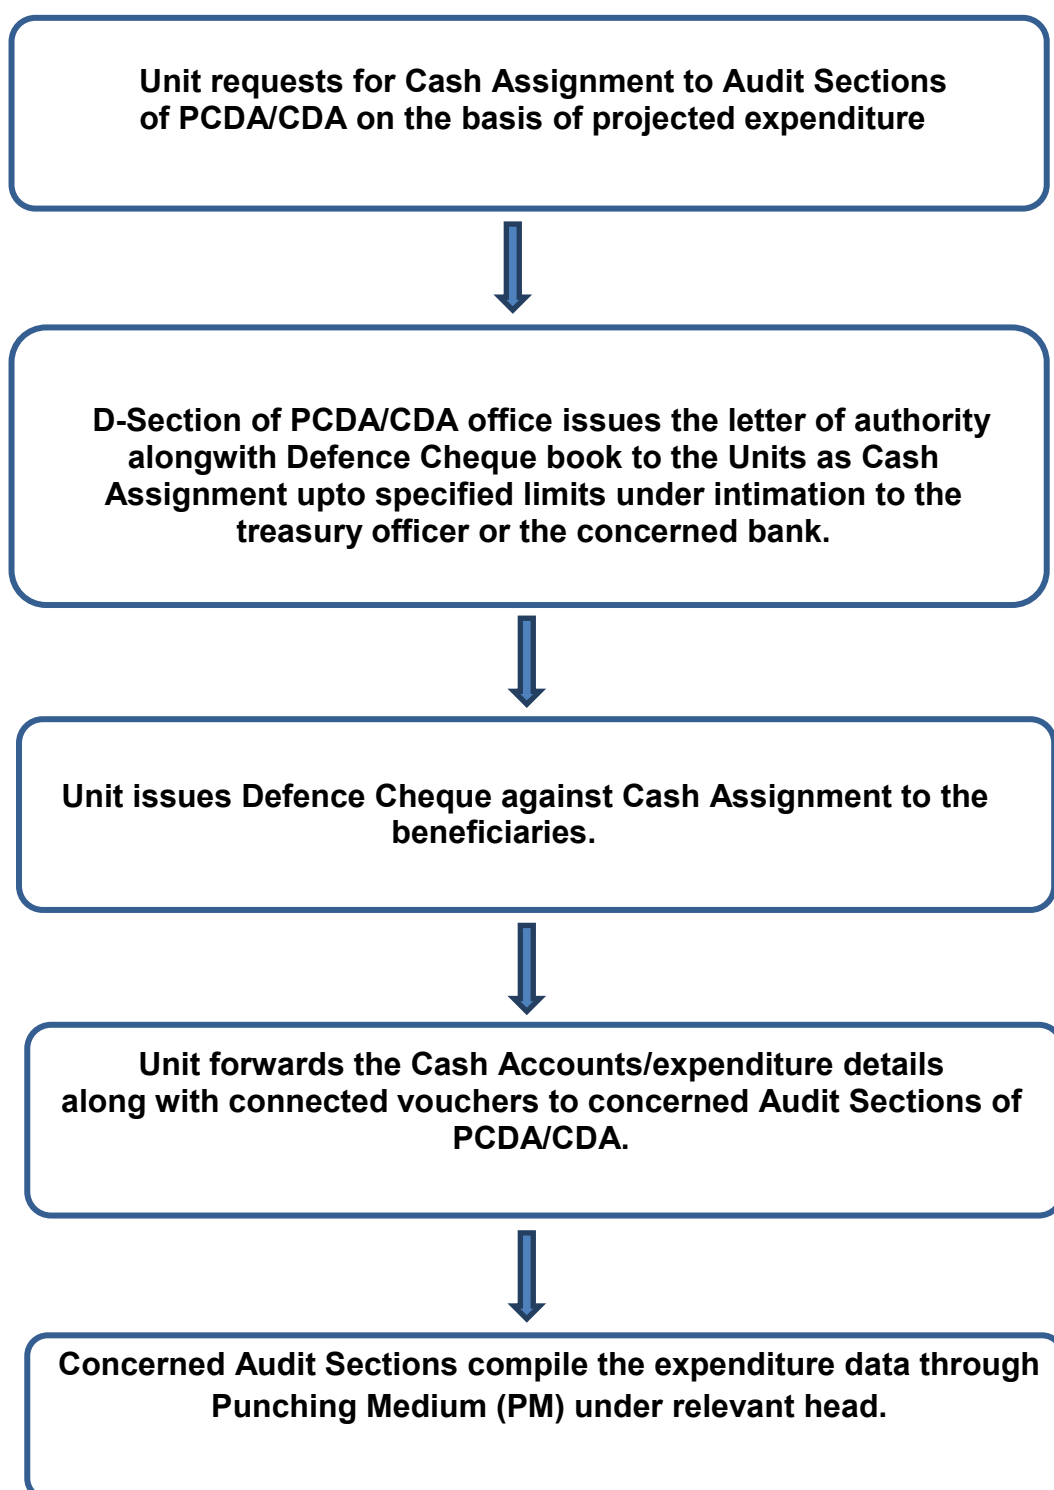 Unit requests for Cash Assignment to Audit Sections
of PCDA/CDA on the basis of projected expenditure
D-Section of PCDA/CDA office issues the letter of authority
alongwith Defence Cheque book to the Units as Cash
Assignment upto specified limits under intimation to the
treasury officer or the concerned bank.
Unit issues Defence Cheque against Cash Assignment to the
beneficiaries.
Unit forwards the Cash Accounts/expenditure details
along with connected vouchers to concerned Audit Sections of
PCDA/CDA.
Concerned Audit Sections compile the expenditure data through
Punching Medium (PM) under relevant head.